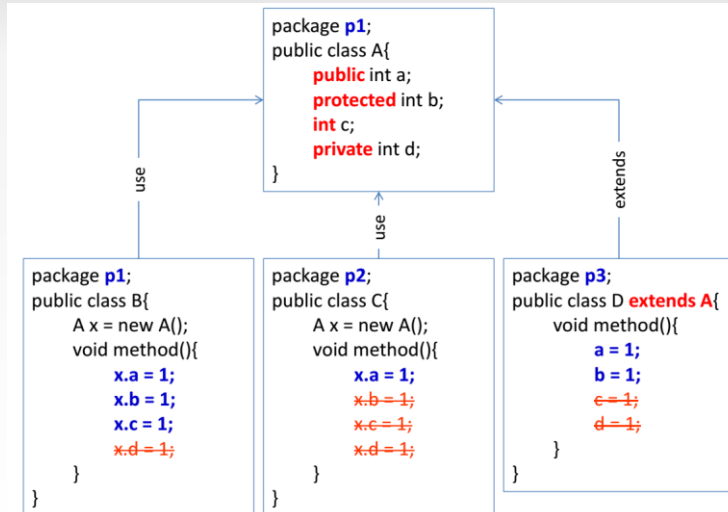 package p1;
public class A{
public int a;
protected int b;
int c;
private int d;
}
use
use
extends
package p1;
public class B{
A x = new A();
void method(){
x.a = 1;
x.b = 1;
x.c = 1;
x.d = 1;
}
}
package p2;
public class C{
A x = new A();
void method(){
x.a = 1;
x.b = 1;
x.c = 1;
x.d = 1;
}
}
package p3;
public class D extends A{
void method(){
a = 1;
b = 1;
c = 1;
d = 1;
}
}